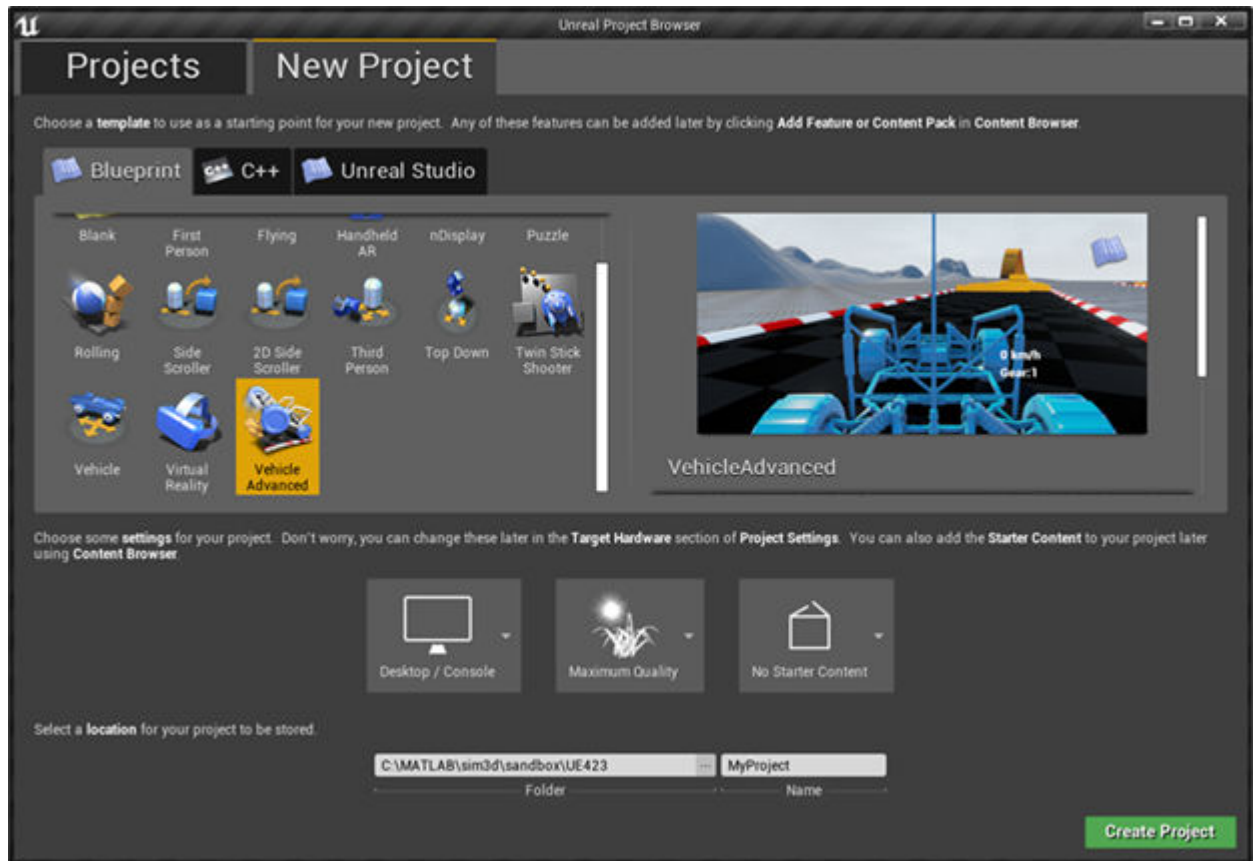 Unreal Project Browser
Projects
New Project
Choose a template to use as a starting point for your new project. Any of these features can be added later by clicking Add Feature or Content Pack in Content Browser.
Blueprint
C++
C++
Unreal Studio
Blank
First
Person
Flying
Handheld
AR
nDisplay
Puzzle
Rolling
Side
Scroller
2D Side
Scroller
Third
Person
Top Down
Twin Stick
Shooter
Vehicle
Virtual
Reality
Vehicle
Advanced
0 km/h
Gear:1
VehicleAdvanced
Choose some settings for your project. Don't worry, you can change these later in the Target Hardware section of Project Settings. You can also add the Starter Content to your project later
using Content Browser
Desktop / Console
Maximum Quality
No Starter Content
Select a location for your project to be stored.
C:\MATLAB\sim3d\sandbox\UE423
...
MyProject
Folder
Name
Create Project